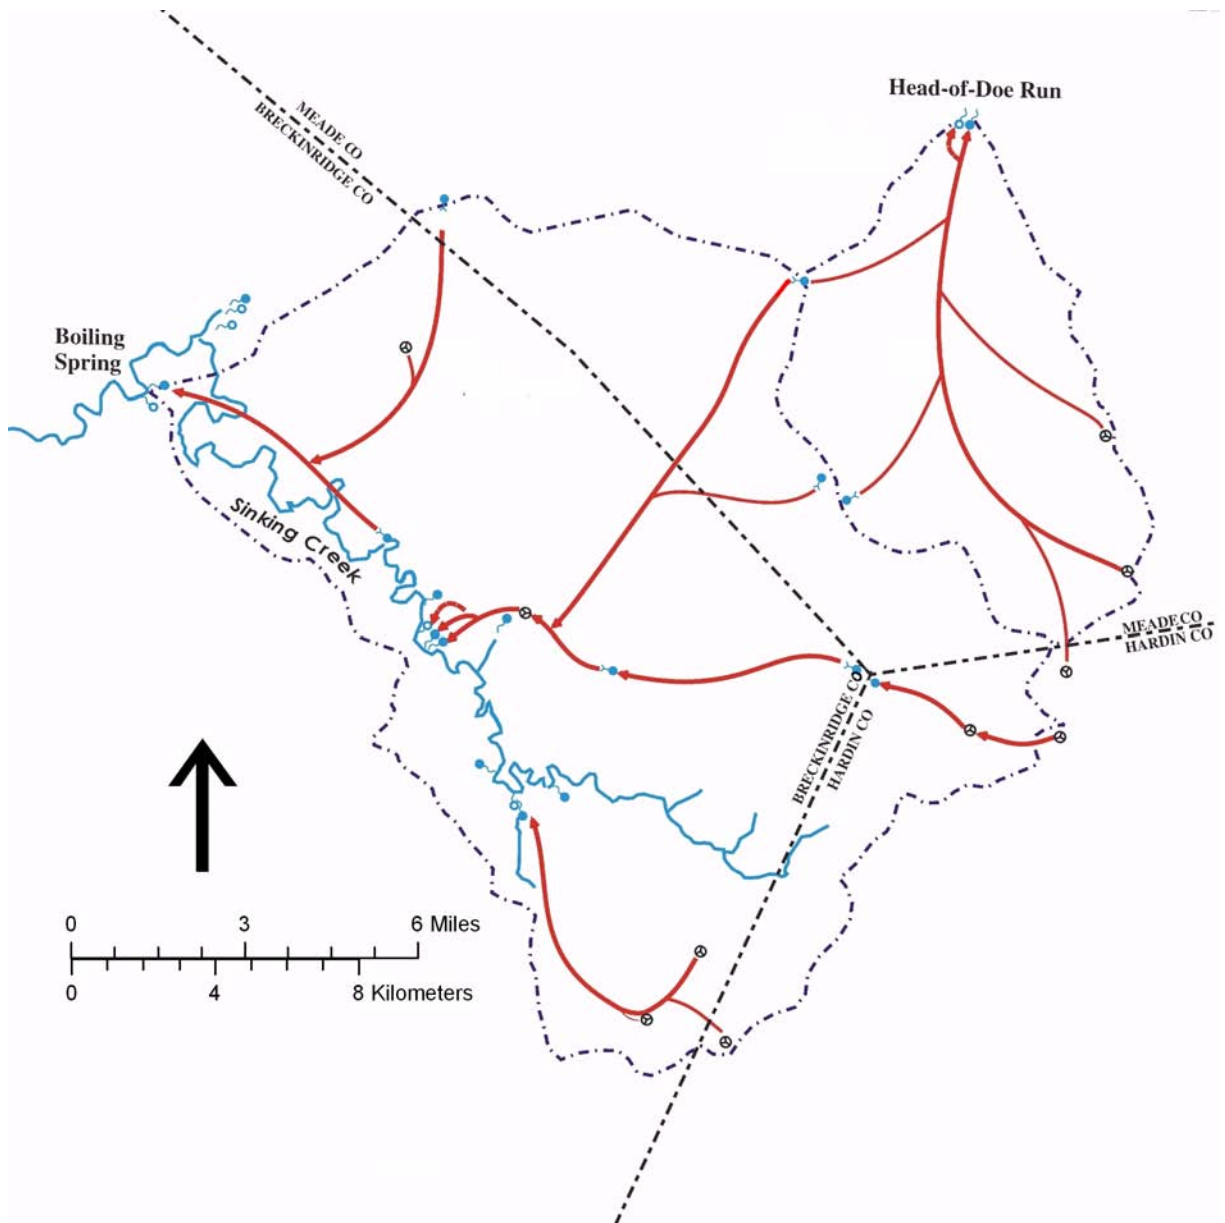 Head-of-Doe Run
MEADE CO
BRECKINRIDGE CO
Boiling
Spring
Sinking Creek
MEADE CO
HARDIN CO
BRECKINRIDGE CO
HARDIN CO
0 3 6 Miles
0 4 8 Kilometers